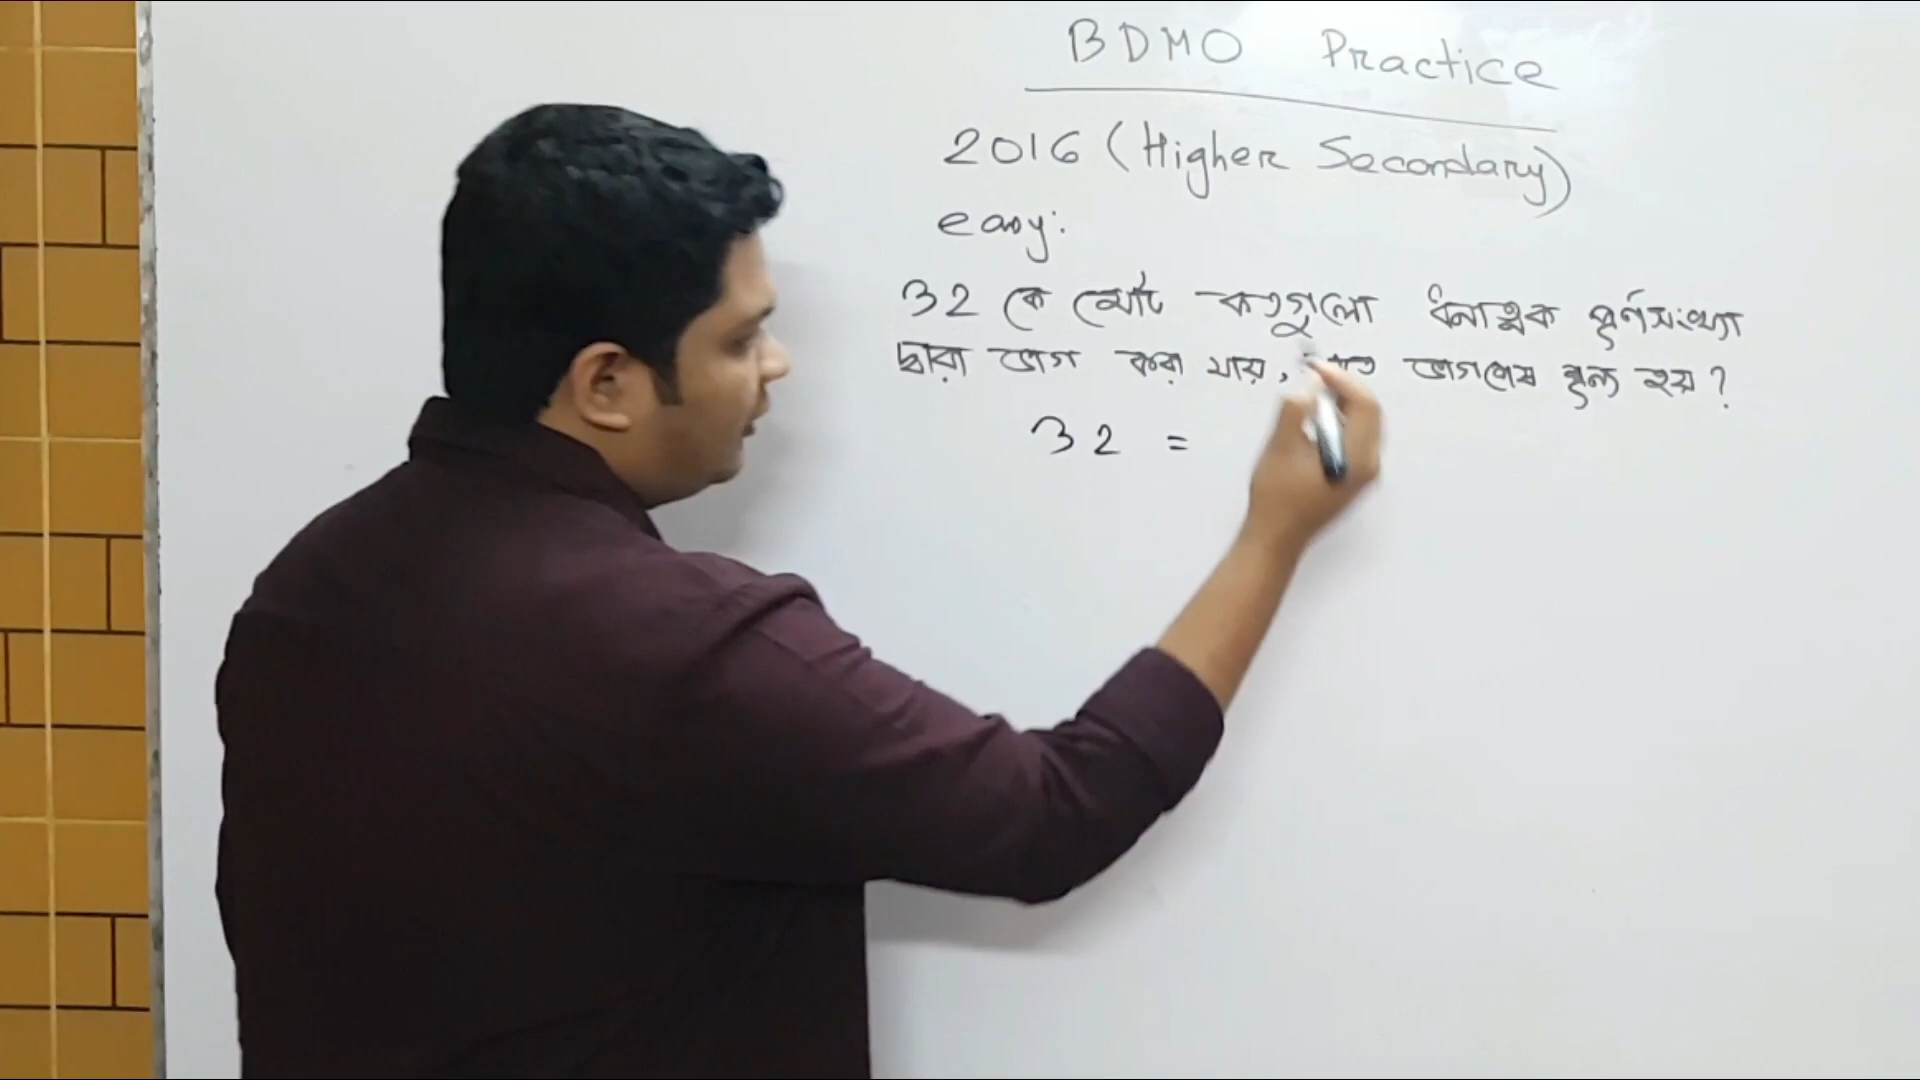 BDMO Practice
2016 (Higher Secondary)
easy:
32 কে মোট কতগুলো ধনাত্মক পূর্ণসংখ্যা
দ্বারা ভাগ করা যায়, ভাগশেষ শূন্য হয়?
32 =